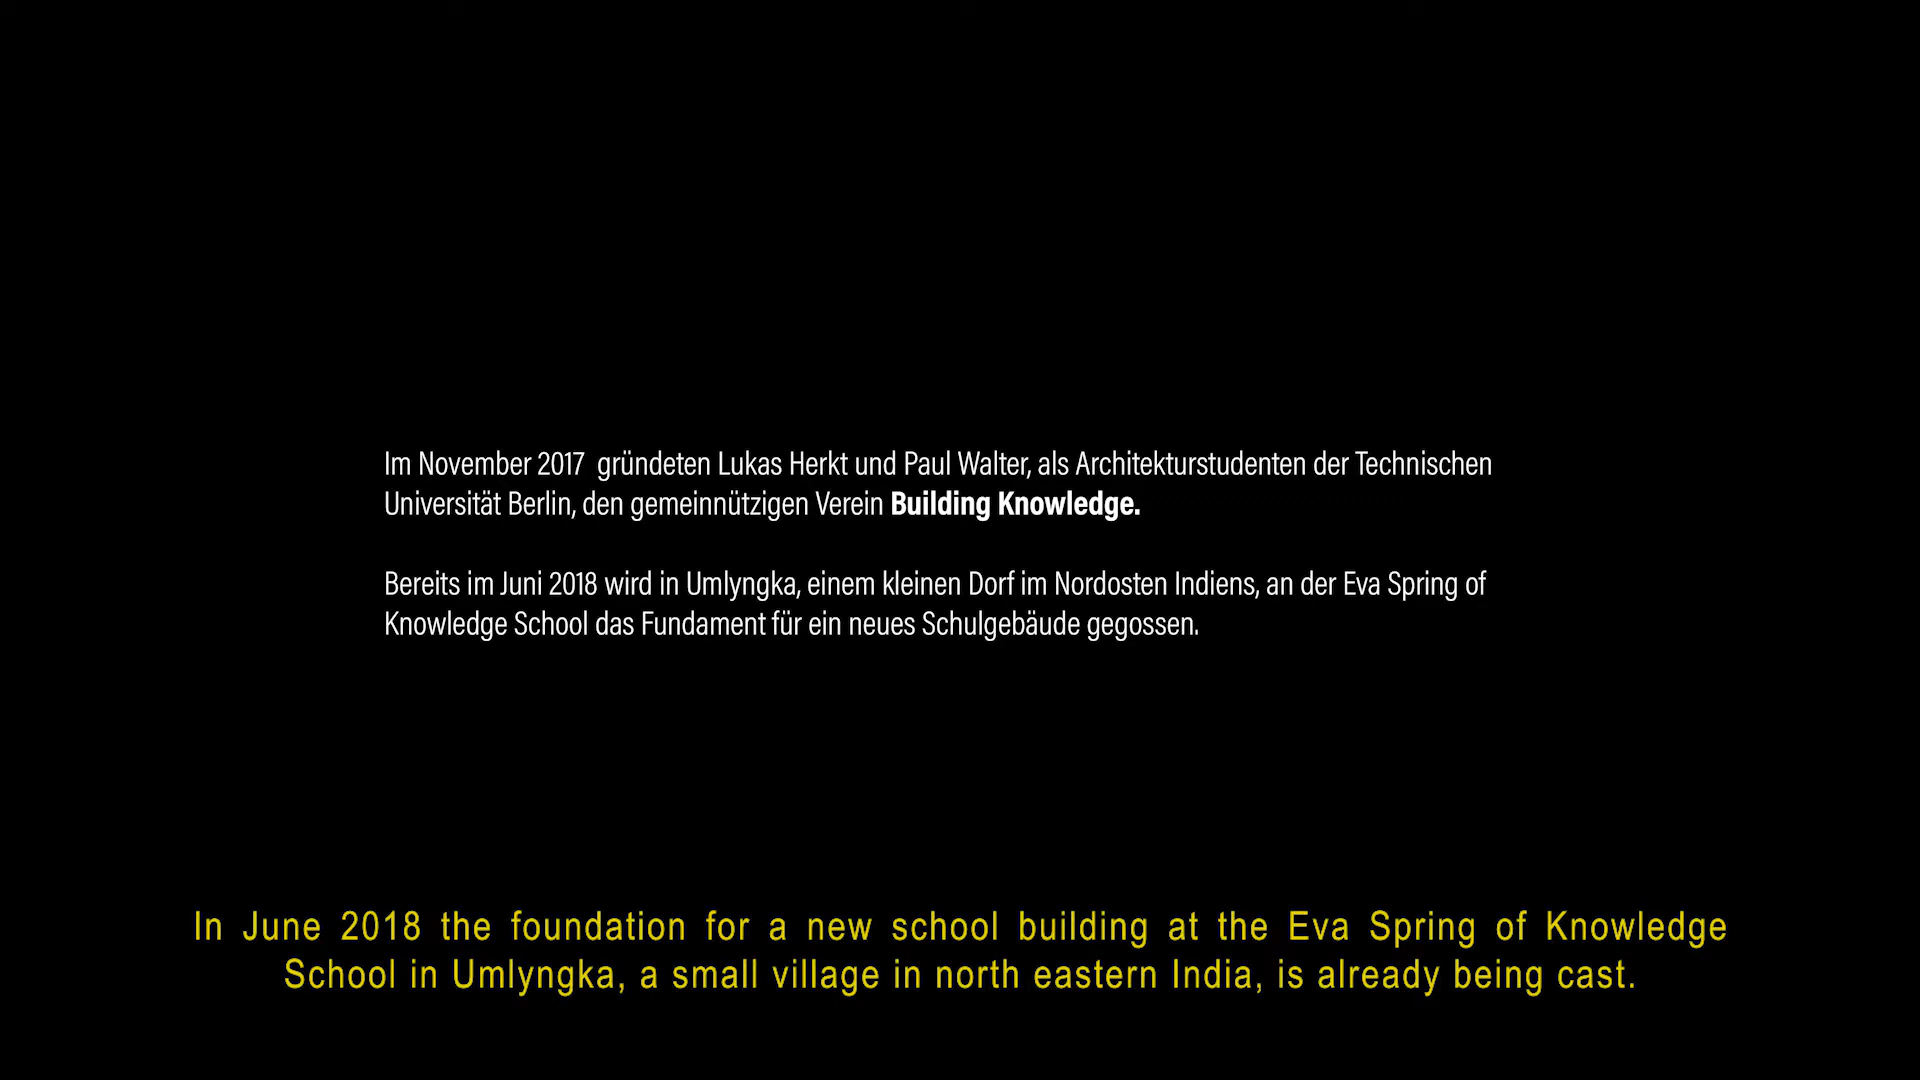 Im November 2017  gründeten Lukas Herkt und Paul Walter, als Architekturstudenten der Technischen
Universität Berlin, den gemeinnützigen Verein Building Knowledge.
Bereits im Juni 2018 wird in Umlyngka, einem kleinen Dorf im Nordosten Indiens, an der Eva Spring of
Knowledge School das Fundament für ein neues Schulgebäude gegossen.
In June 2018 the foundation for a new school building at the Eva Spring of Knowledge
School in Umlyngka, a small village in north eastern India, is already being cast.